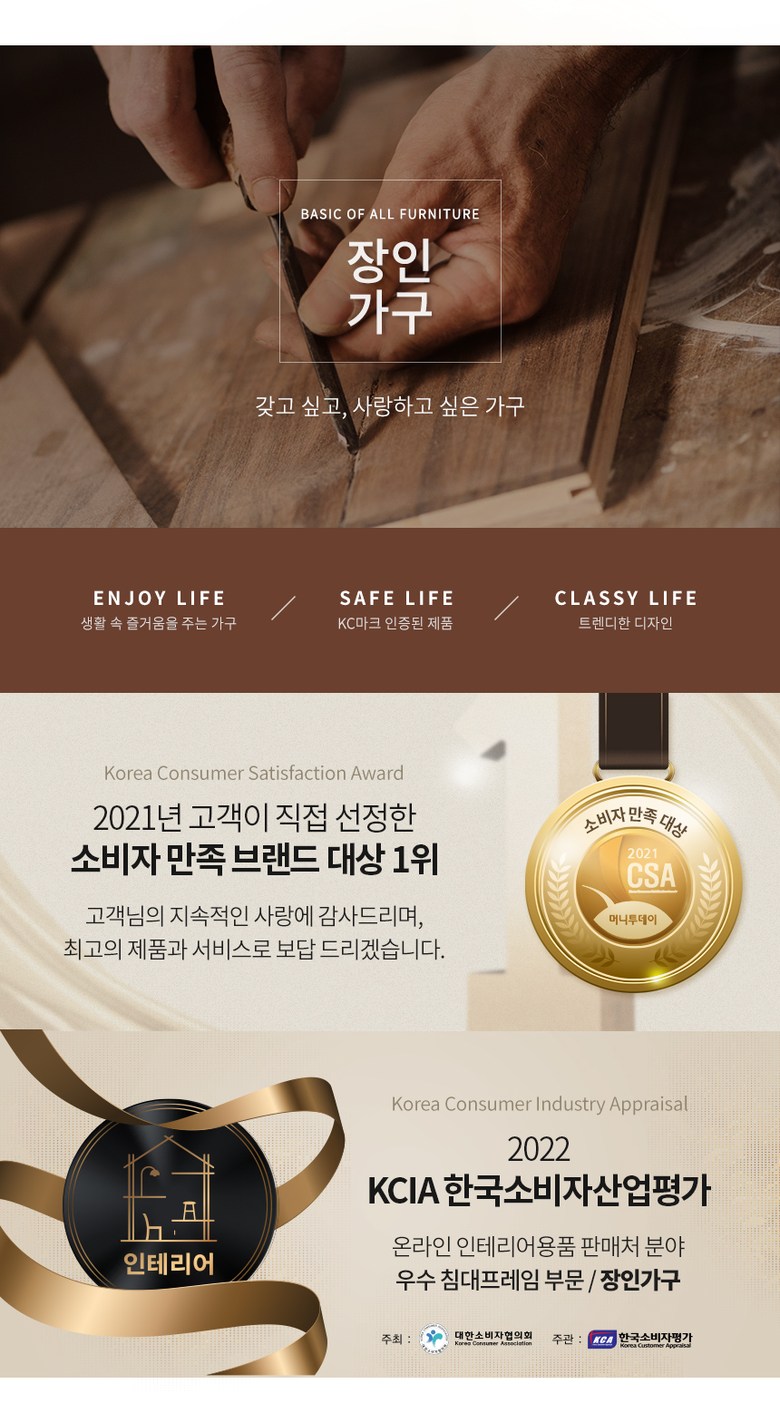 BASIC OF ALL FURNITURE
장인
가구
갖고 싶고, 사랑하고 싶은 가구
ENJOY LIFE
생활 속 즐거움을 주는 가구
SAFE LIFE
KC마크 인증된 제품
CLASSY LIFE
트렌디한 디자인
Korea Consumer Satisfaction Award
2021년 고객이 직접 선정한
소비자 만족 브랜드 대상 1위
고객님의 지속적인 사랑에 감사드리며,
최고의 제품과 서비스로 보답 드리겠습니다.
소비자 만족 대상
2021
CSA
머니투데이
Korea Consumer Industry Appraisal
2022
KCIA 한국소비자산업평가
온라인 인테리어용품 판매처 분야
우수 침대프레임 부문 / 장인가구
인테리어
주최 : 대한소비자협의회
Korea Consumer Association
주관 : KCA 한국소비자평가
Korea Customer Appraisal